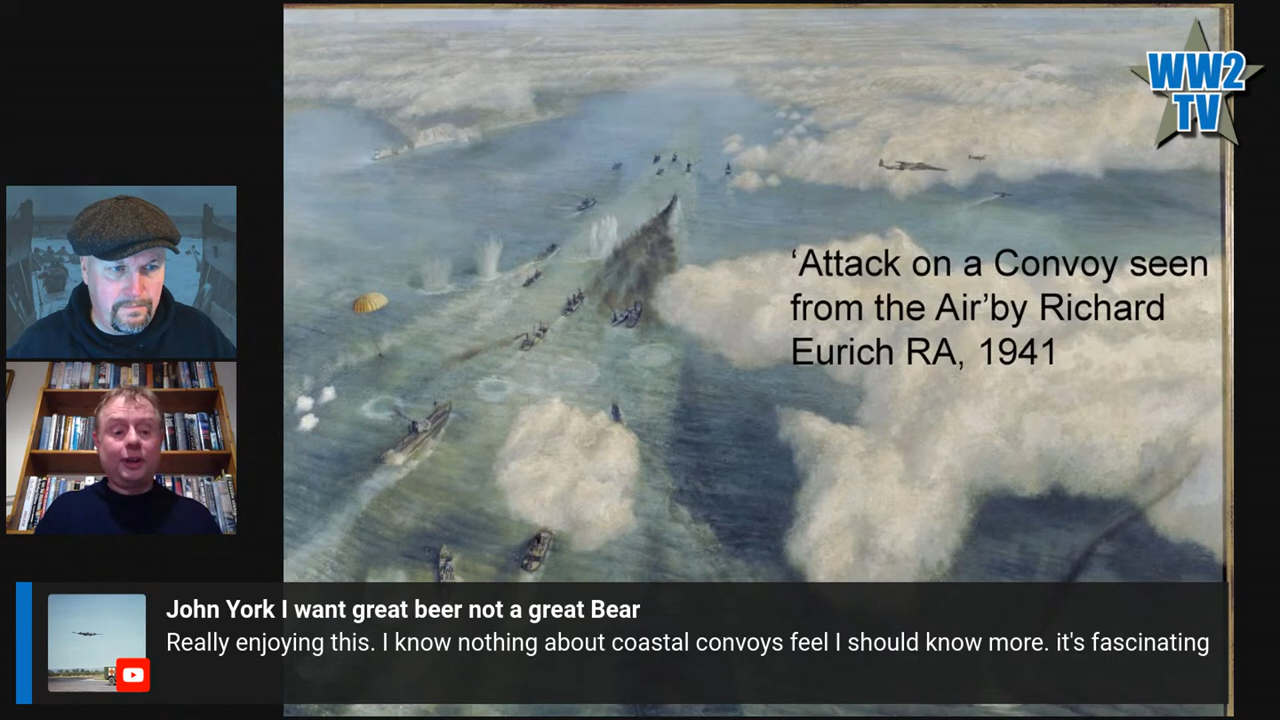 WW2
TV
‘Attack on a Convoy seen
from the Air’by Richard
Eurich RA, 1941
John York I want great beer not a great Bear
Really enjoying this. I know nothing about coastal convoys feel I should know more. it's fascinating